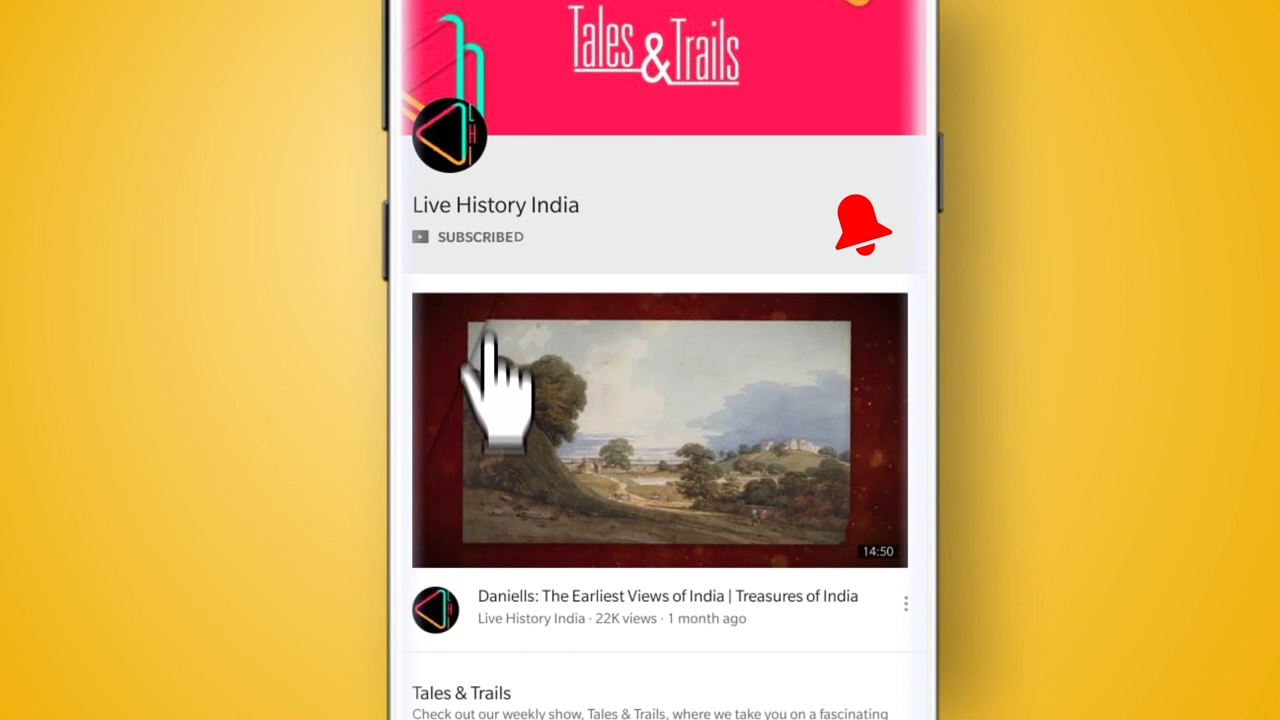 Tales & Trails
LHI
Live History India
SUBSCRIBED
14:50
LHI
Daniells: The Earliest Views of India | Treasures of India
Live History India · 22K views · 1 month ago
Tales & Trails
Check out our weekly show, Tales & Trails, where we take you on a fascinating